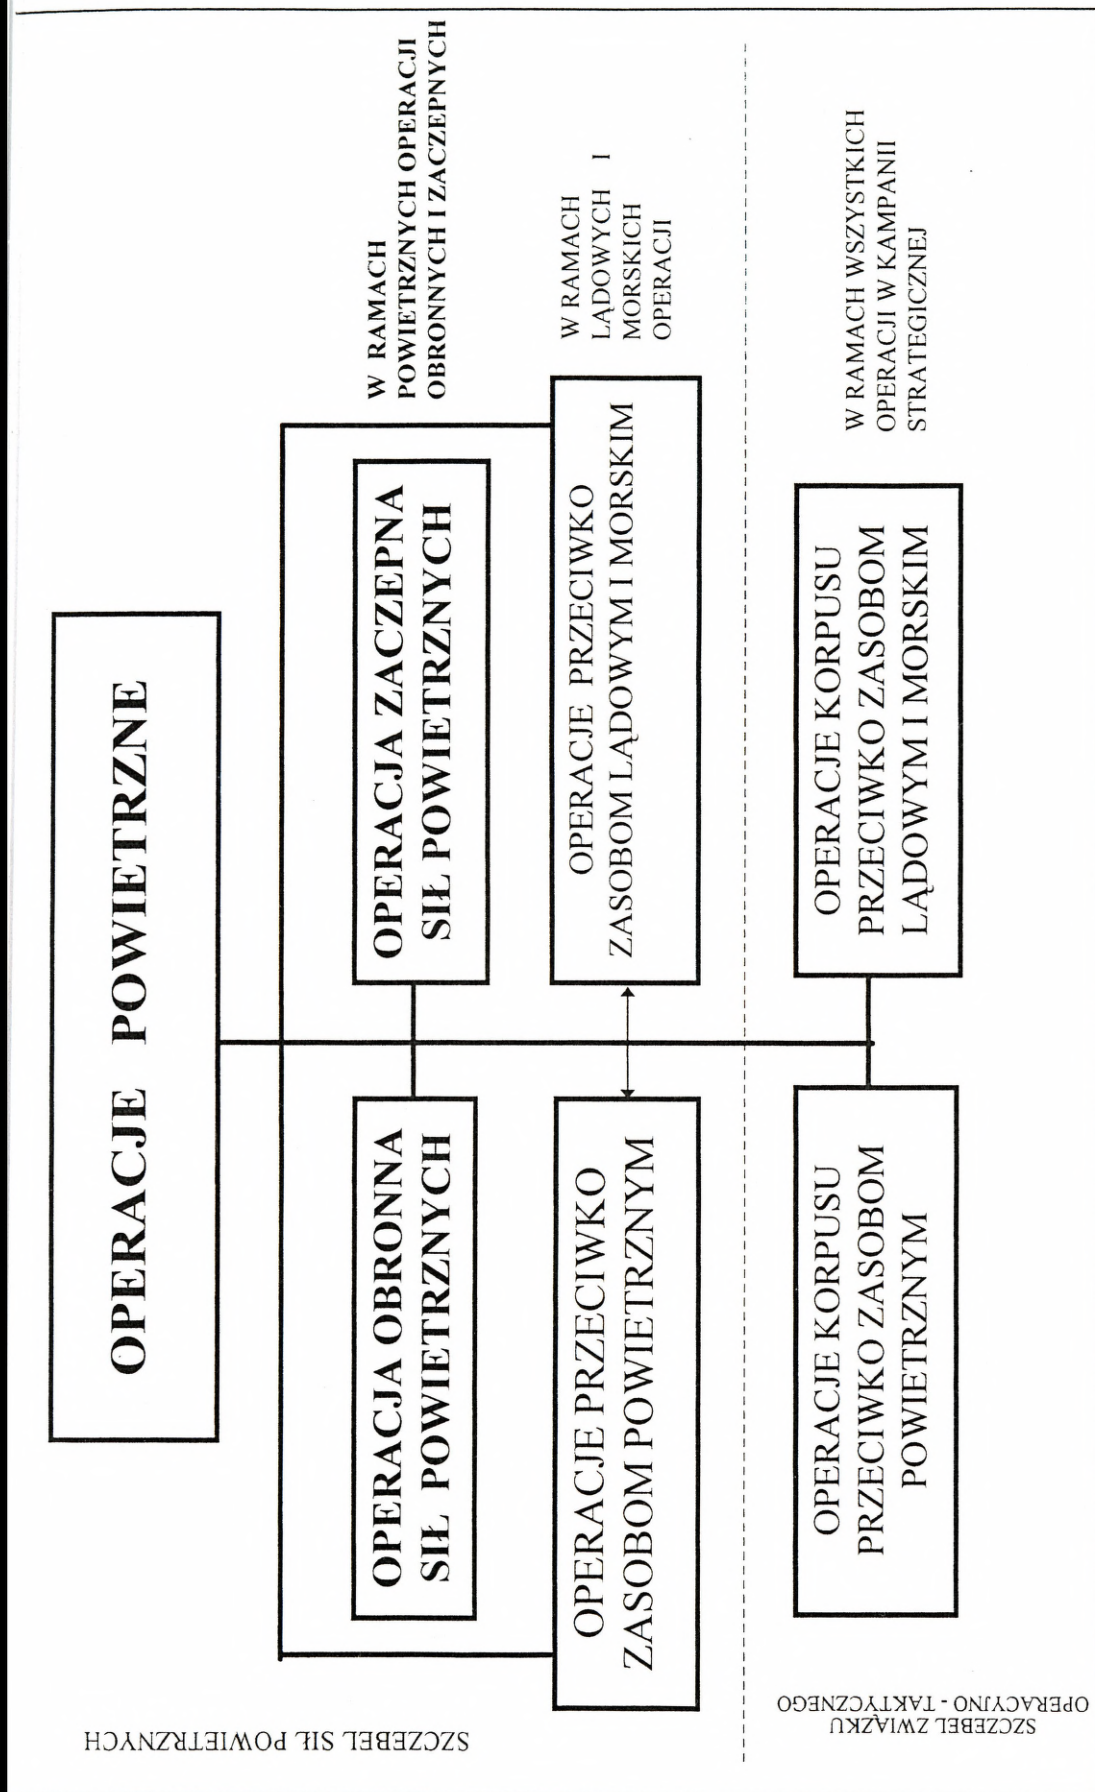 OPERACJE POWIETRZNE
SZCZEBEL SIŁ POWIETRZNYCH
OPERACJA OBRONNA
SIŁ POWIETRZNYCH
OPERACJA ZACZEPNA
SIŁ POWIETRZNYCH
W RAMACH
POWIETRZNYCH OPERACJI
OBRONNYCH I ZACZEPNYCH
OPERACJE PRZECIWKO
ZASOBOM POWIETRZNYM
OPERACJE PRZECIWKO
ZASOBOM LĄDOWYM I MORSKIM
W RAMACH
LĄDOWYCH I
MORSKICH
OPERACJI
SZCZEBEL ZWIĄZKU
OPERACYJNO - TAKTYCZNEGO
OPERACJE KORPUSU
PRZECIWKO ZASOBOM
POWIETRZNYM
OPERACJE KORPUSU
PRZECIWKO ZASOBOM
LĄDOWYMI MORSKIM
W RAMACH WSZYSTKICH
OPERACJI W KAMPANII
STRATEGICZNEJ